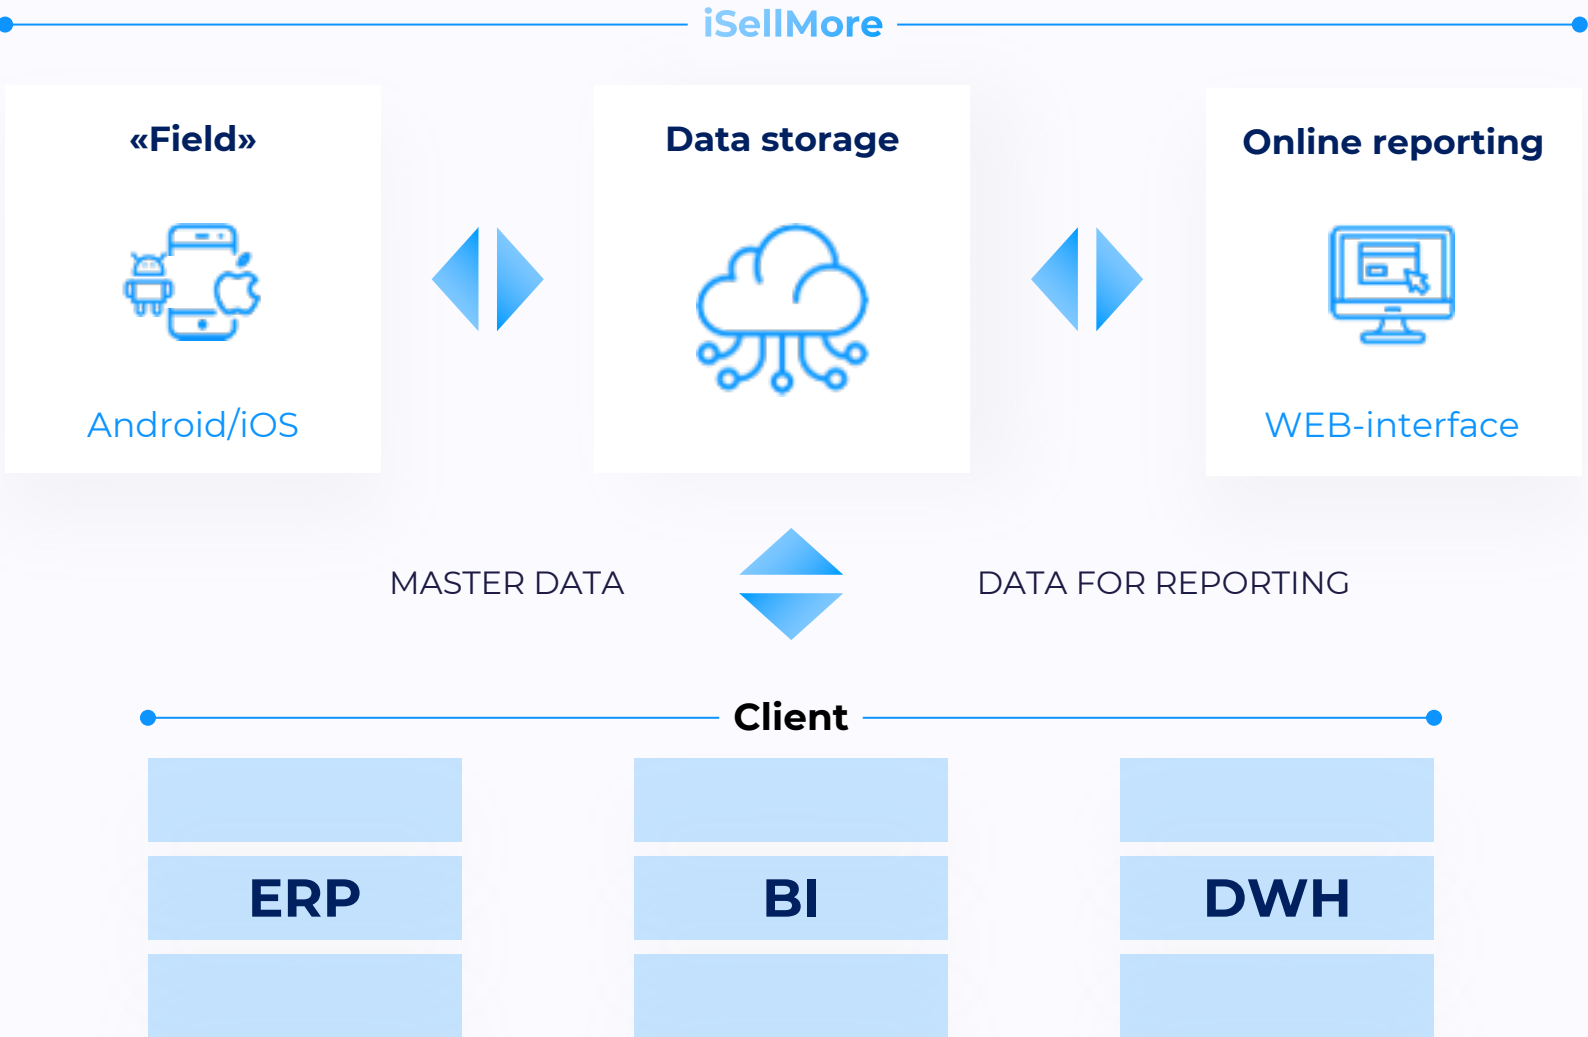 iSellMore
«Field»
Data storage
Online reporting
Android/iOS
WEB-interface
MASTER DATA
DATA FOR REPORTING
Client
ERP
BI
DWH